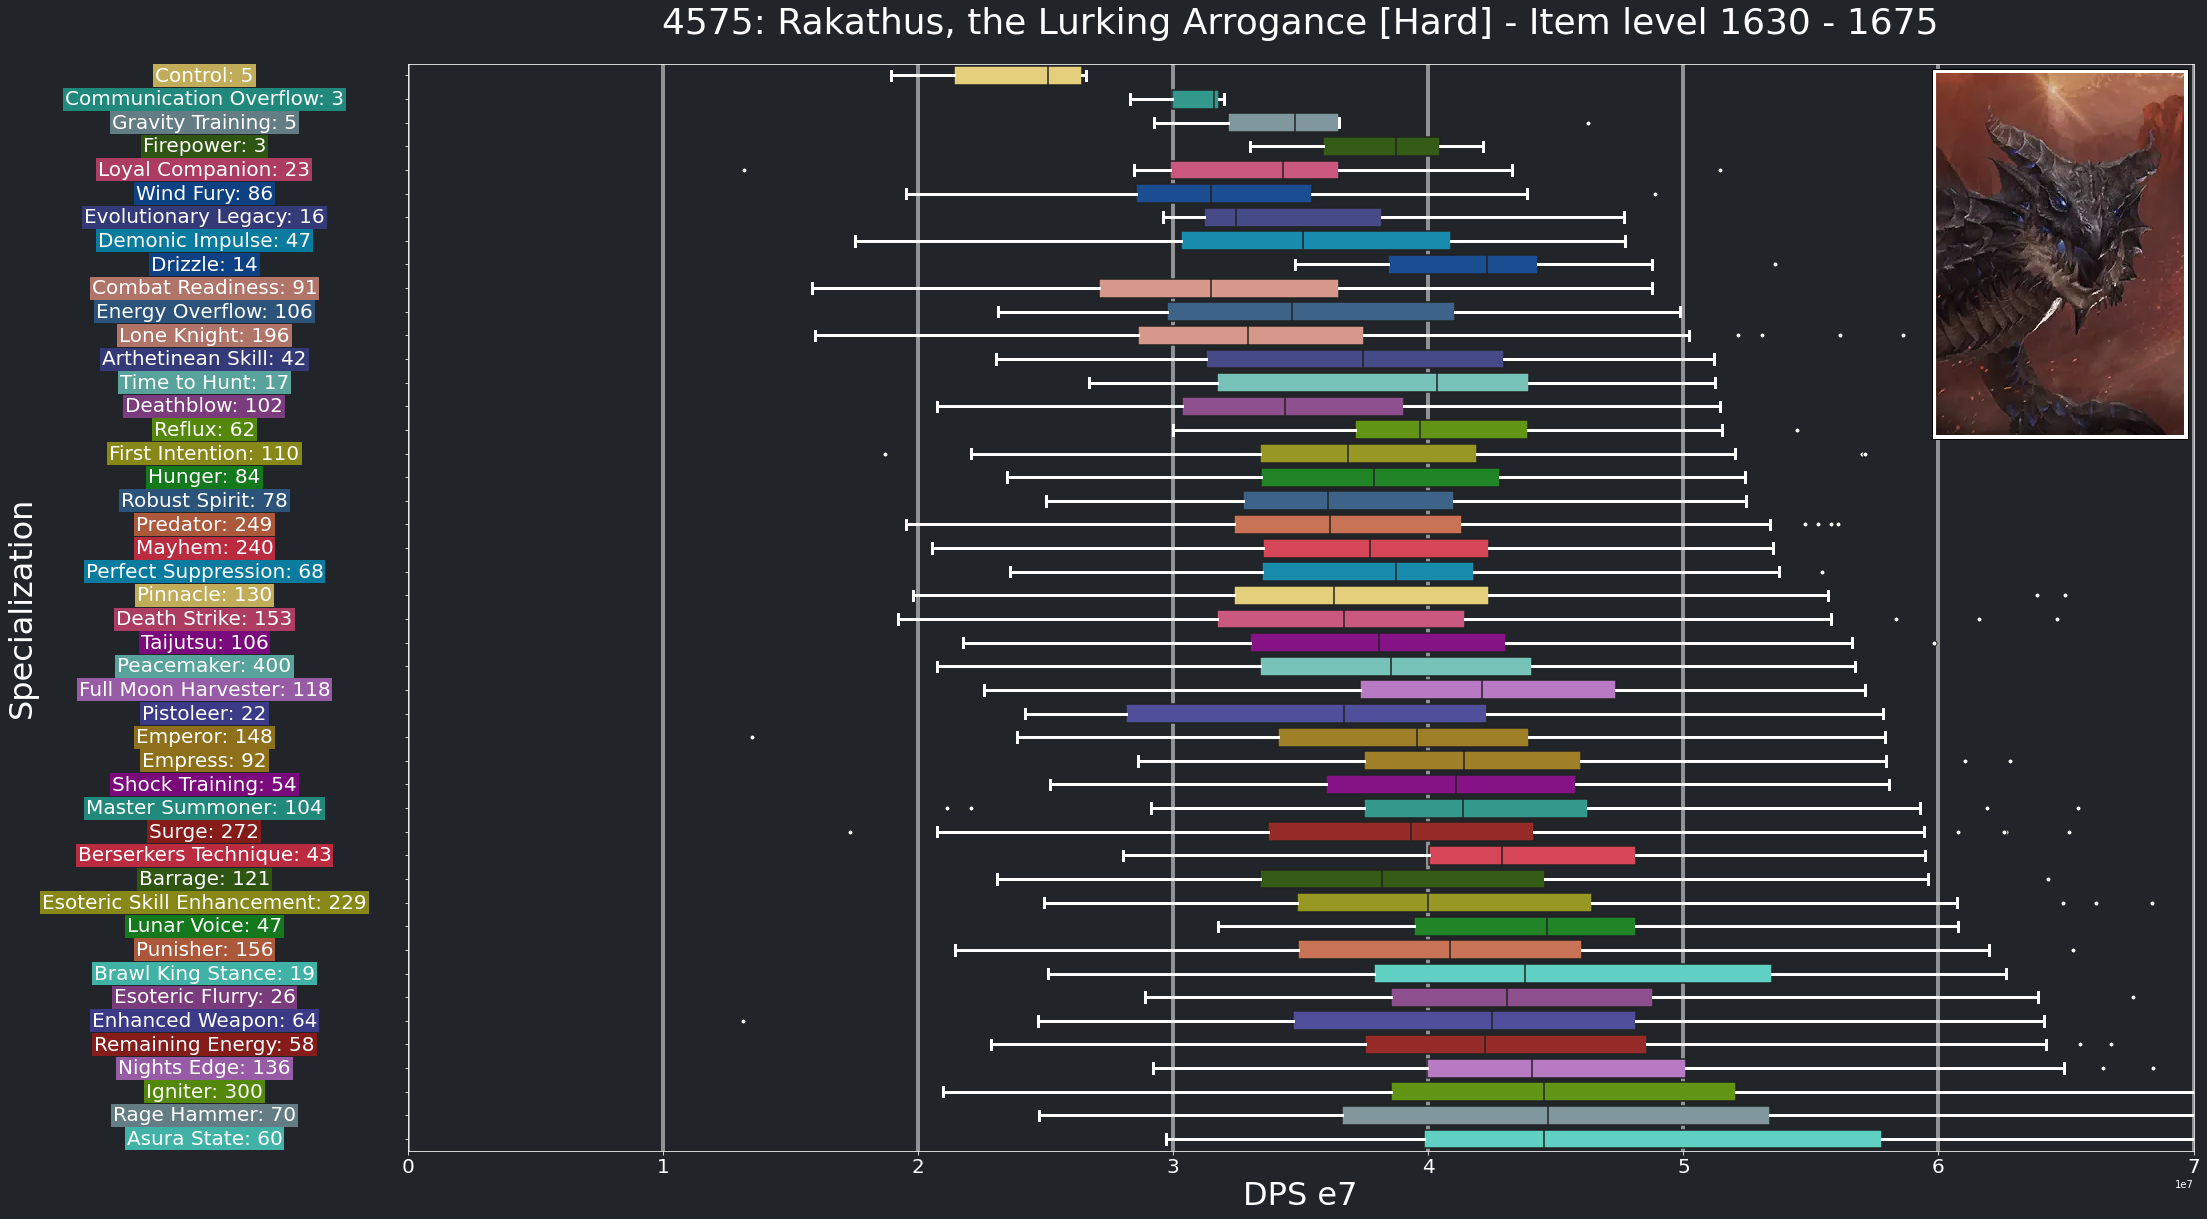 4575: Rakathus, the Lurking Arrogance [Hard] - Item level 1630 - 1675
Specialization
Control: 5
Communication Overflow: 3
Gravity Training: 5
Firepower: 3
Loyal Companion: 23
Wind Fury: 86
Evolutionary Legacy: 16
Demonic Impulse: 47
Drizzle: 14
Combat Readiness: 91
Energy Overflow: 106
Lone Knight: 196
Arthetinean Skill: 42
Time to Hunt: 17
Deathblow: 102
Reflux: 62
First Intention: 110
Hunger: 84
Robust Spirit: 78
Predator: 249
Mayhem: 240
Perfect Suppression: 68
Pinnacle: 130
Death Strike: 153
Taijutsu: 106
Peacemaker: 400
Full Moon Harvester: 118
Pistoleer: 22
Emperor: 148
Empress: 92
Shock Training: 54
Master Summoner: 104
Surge: 272
Berserkers Technique: 43
Barrage: 121
Esoteric Skill Enhancement: 229
Lunar Voice: 47
Punisher: 156
Brawl King Stance: 19
Esoteric Flurry: 26
Enhanced Weapon: 64
Remaining Energy: 58
Nights Edge: 136
Igniter: 300
Rage Hammer: 70
Asura State: 60
0 1 2 3 4 5 6 7
1e7
DPS e7